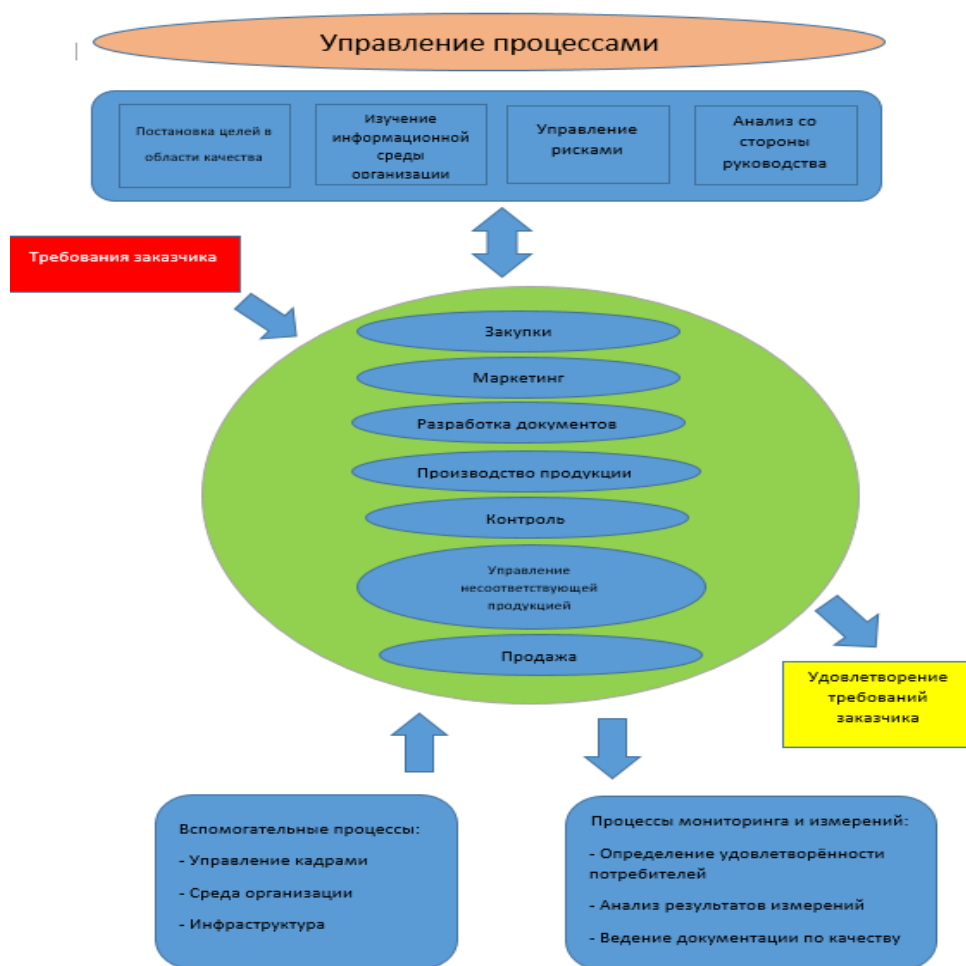 Управление процессами
Постановка целей в
области качества
Изучение
информационной
среды
организации
Управление
рисками
Анализ со
стороны
руководства
Требования заказчика
Закупки
Маркетинг
Разработка документов
Производство продукции
Контроль
Управление
несоответствующей
продукцией
Продажа
Удовлетворение
требований
заказчика
Вспомогательные процессы:
- Управление кадрами
- Среда организации
- Инфраструктура
Процессы мониторинга и измерений:
- Определение удовлетворённости
потребителей
- Анализ результатов измерений
- Ведение документации по качеству